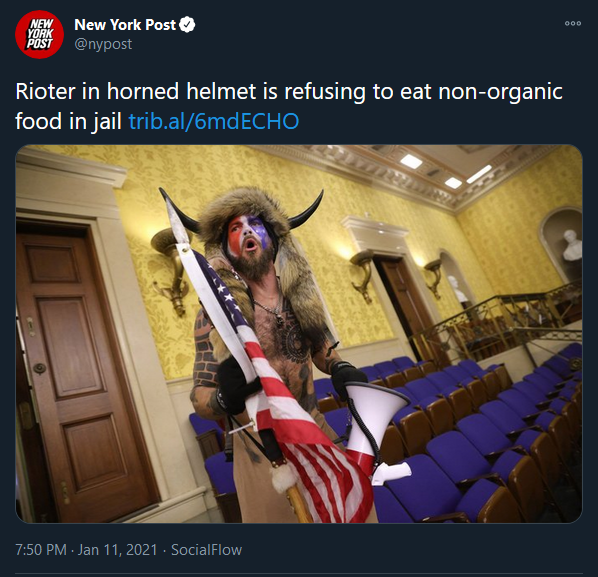 NEW
YORK
POST
New York Post
@nypost
Rioter in horned helmet is refusing to eat non-organic
food in jail trib.al/6mdECHO
7:50 PM · Jan 11, 2021 · SocialFlow